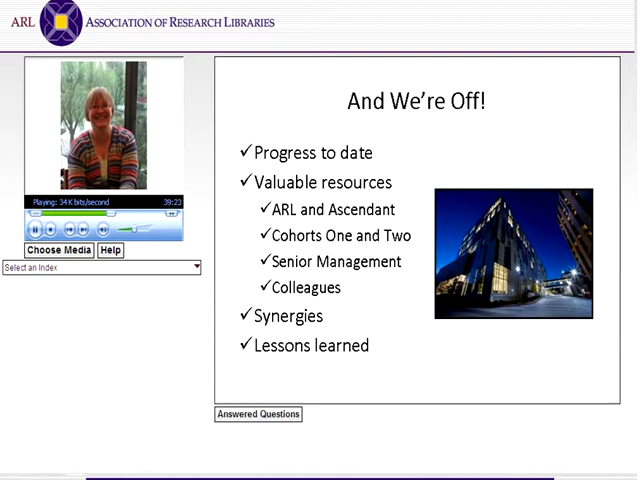 ARL ASSOCIATION OF RESEARCH LIBRARIES
And We're Off!
✓Progress to date
✓Valuable resources
✓ARL and Ascendant
✓Cohorts One and Two
✓Senior Management
✓Colleagues
✓Synergies
✓Lessons learned
Playing: 34 K bits/second 39:23
Choose Media Help
Select an Index
Answered Questions